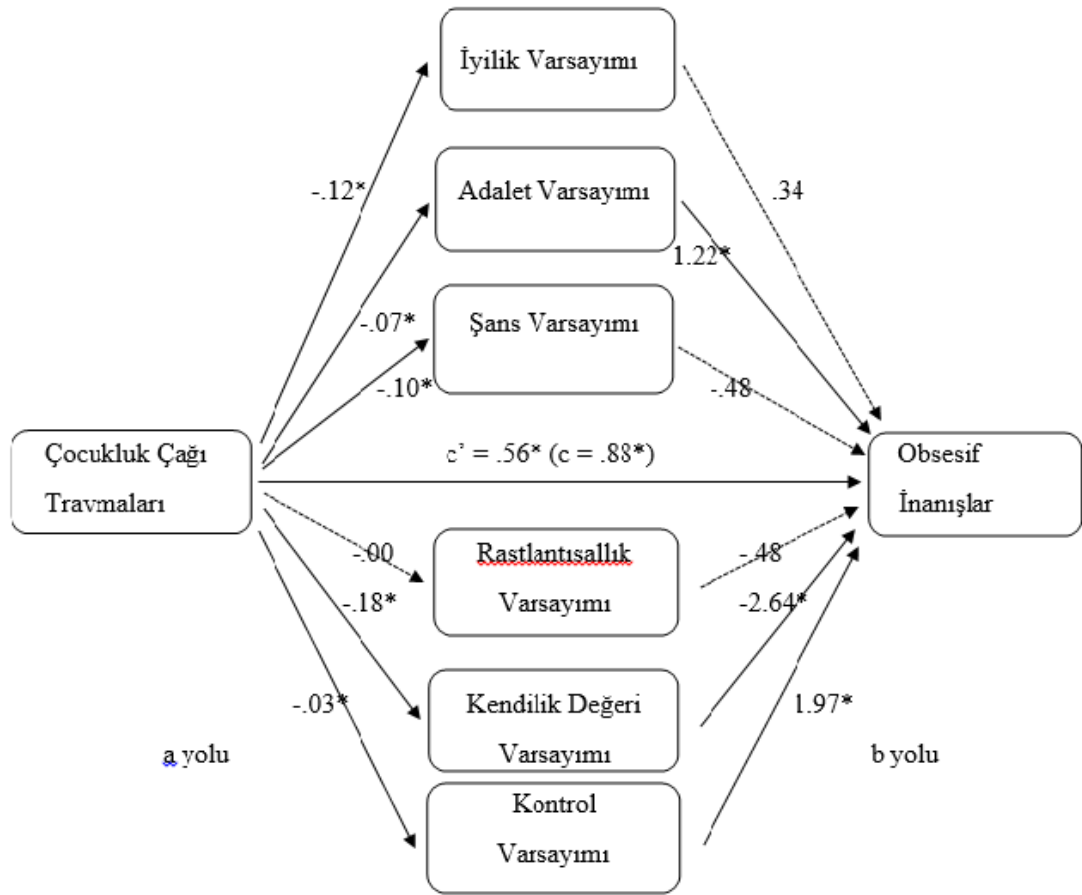 İyilik Varsayımı
-.12*
Adalet Varsayımı
.34
1.22*
-.07*
Şans Varsayımı
-.10*
-.48
Çocukluk Çağı
Travmaları
c’ = .56* (c = .88*)
Obsesif
İnanışlar
-.00
Rastlantısallık
Varsayımı
-.48
-.18*
-2.64*
-.03*
Kendilik Değeri
Varsayımı
1.97*
a yolu
b yolu
Kontrol
Varsayımı